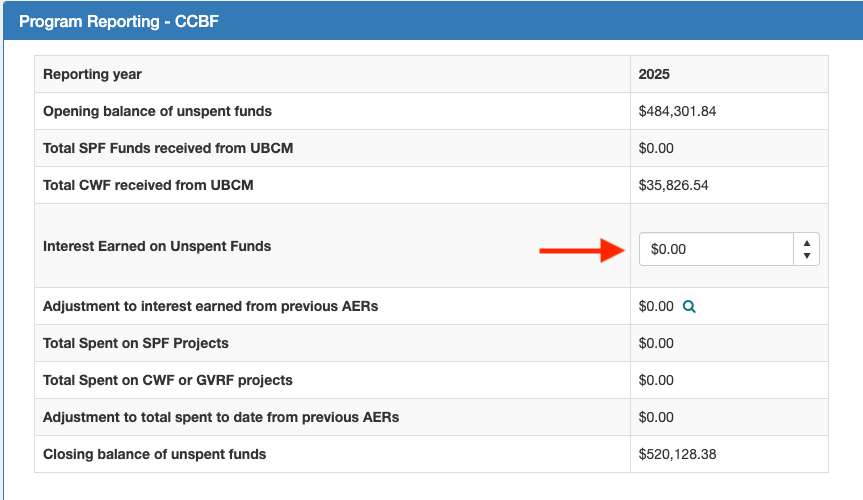 Program Reporting - CCBF
Reporting year 2025
Opening balance of unspent funds $484,301.84
Total SPF Funds received from UBCM $0.00
Total CWF received from UBCM $35,826.54
Interest Earned on Unspent Funds $0.00
Adjustment to interest earned from previous AERs $0.00
Total Spent on SPF Projects $0.00
Total Spent on CWF or GVRF projects $0.00
Adjustment to total spent to date from previous AERs $0.00
Closing balance of unspent funds $520,128.38